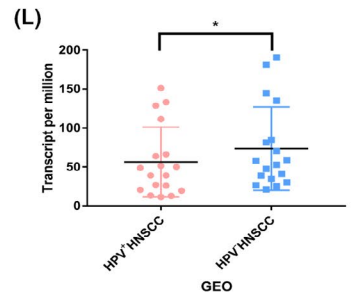 (L)
*
200
150
100
50
0
Transcript per million
HPV⁺HNSCC
HPV⁻HNSCC
GEO